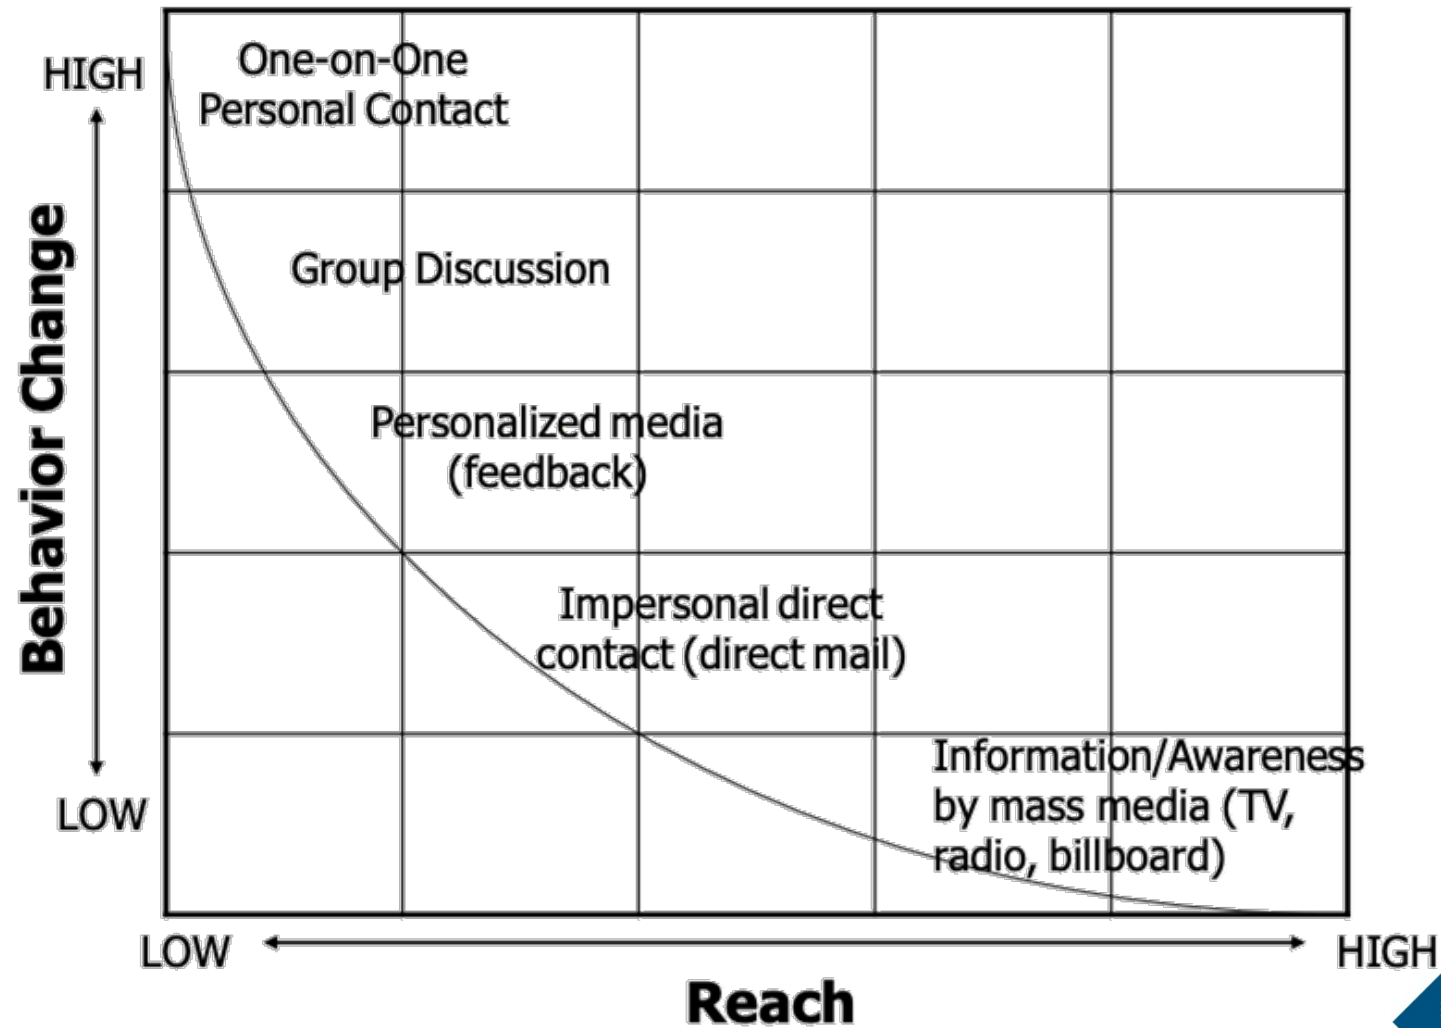 HIGH
One-on-One
Personal Contact
Group Discussion
Behavior Change
Personalized media
(feedback)
Impersonal direct
contact (direct mail)
Information/Awareness
by mass media (TV,
radio, billboard)
LOW
LOW
HIGH
Reach